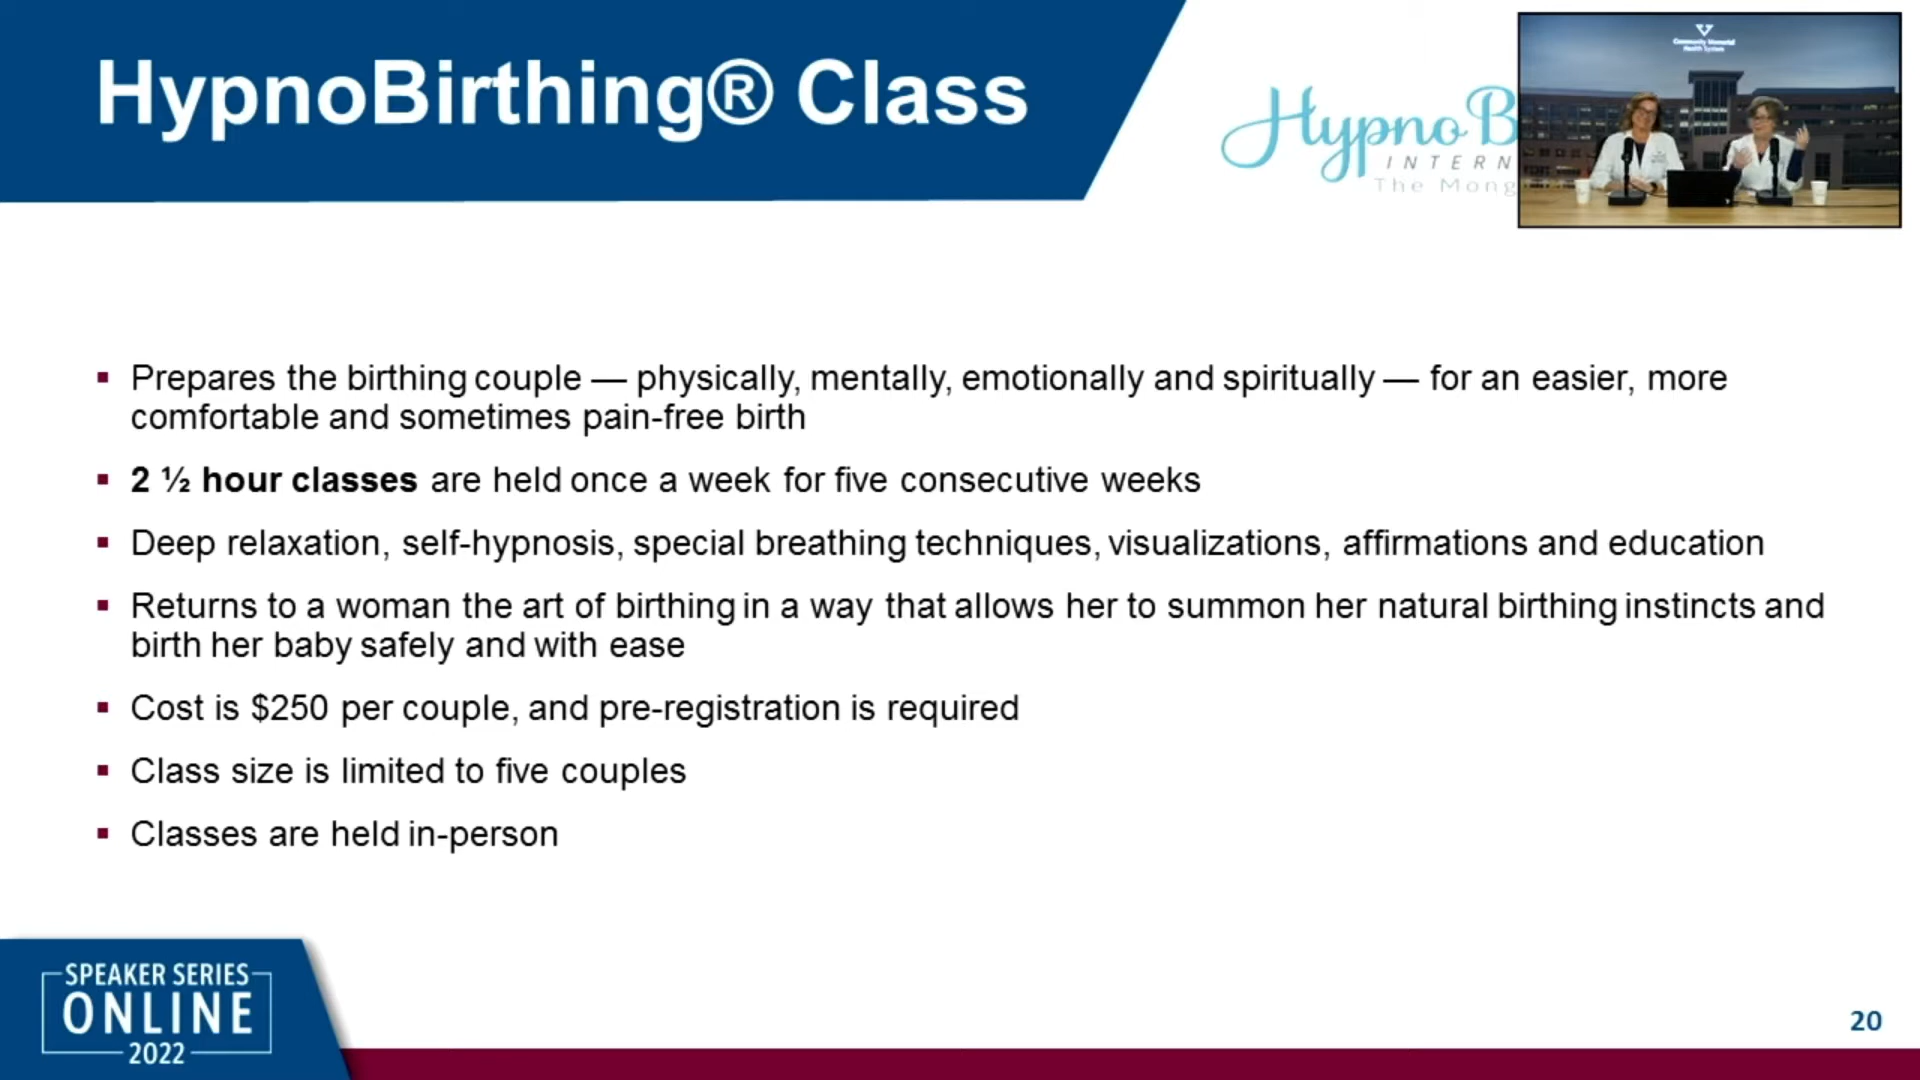 HypnoBirthing® Class
Hypno B
INTERN
The Mong
Community Memorial
Health System
▪ Prepares the birthing couple — physically, mentally, emotionally and spiritually — for an easier, more
comfortable and sometimes pain-free birth
▪ 2 ½ hour classes are held once a week for five consecutive weeks
▪ Deep relaxation, self-hypnosis, special breathing techniques, visualizations, affirmations and education
▪ Returns to a woman the art of birthing in a way that allows her to summon her natural birthing instincts and
birth her baby safely and with ease
▪ Cost is $250 per couple, and pre-registration is required
▪ Class size is limited to five couples
▪ Classes are held in-person
SPEAKER SERIES
ONLINE
2022
20